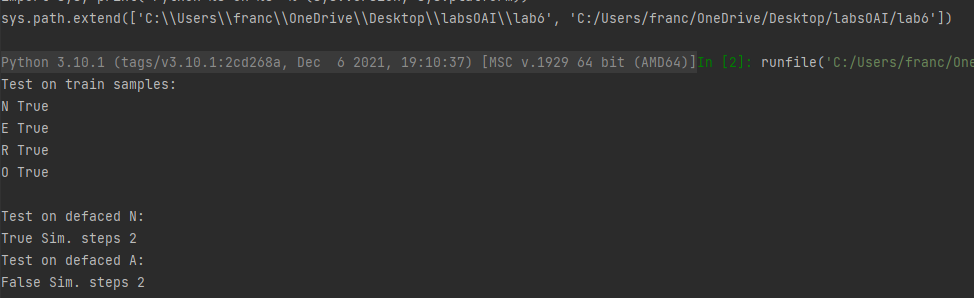 sys.path.extend(['C:\\Users\\franc\\OneDrive\\Desktop\\labsOAI\\lab6', 'C:/Users/franc/OneDrive/Desktop/labsOAI/lab6'])
Python 3.10.1 (tags/v3.10.1:2cd268a, Dec  6 2021, 19:10:37) [MSC v.1929 64 bit (AMD64)]In [2]: runfile('C:/Users/franc/One
Test on train samples:
N True
E True
R True
O True
Test on defaced N:
True Sim. steps 2
Test on defaced A:
False Sim. steps 2